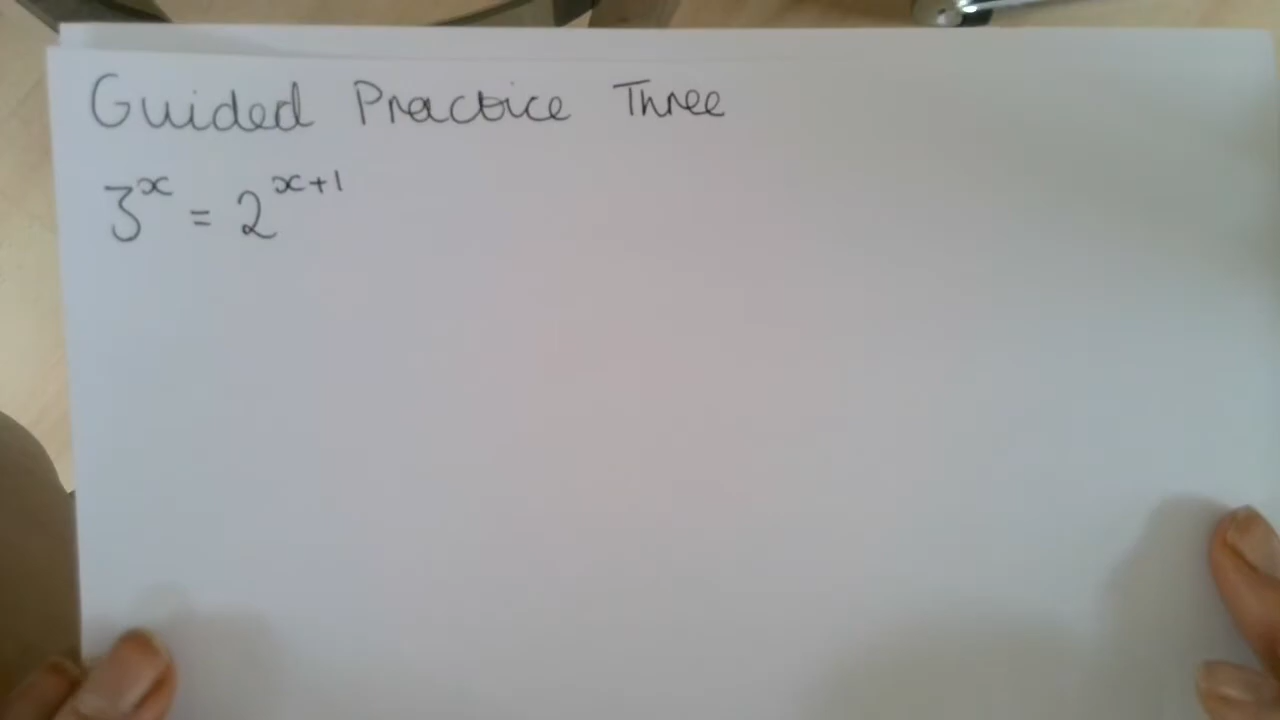 Guided Practice Three
3^x = 2^{x+1}